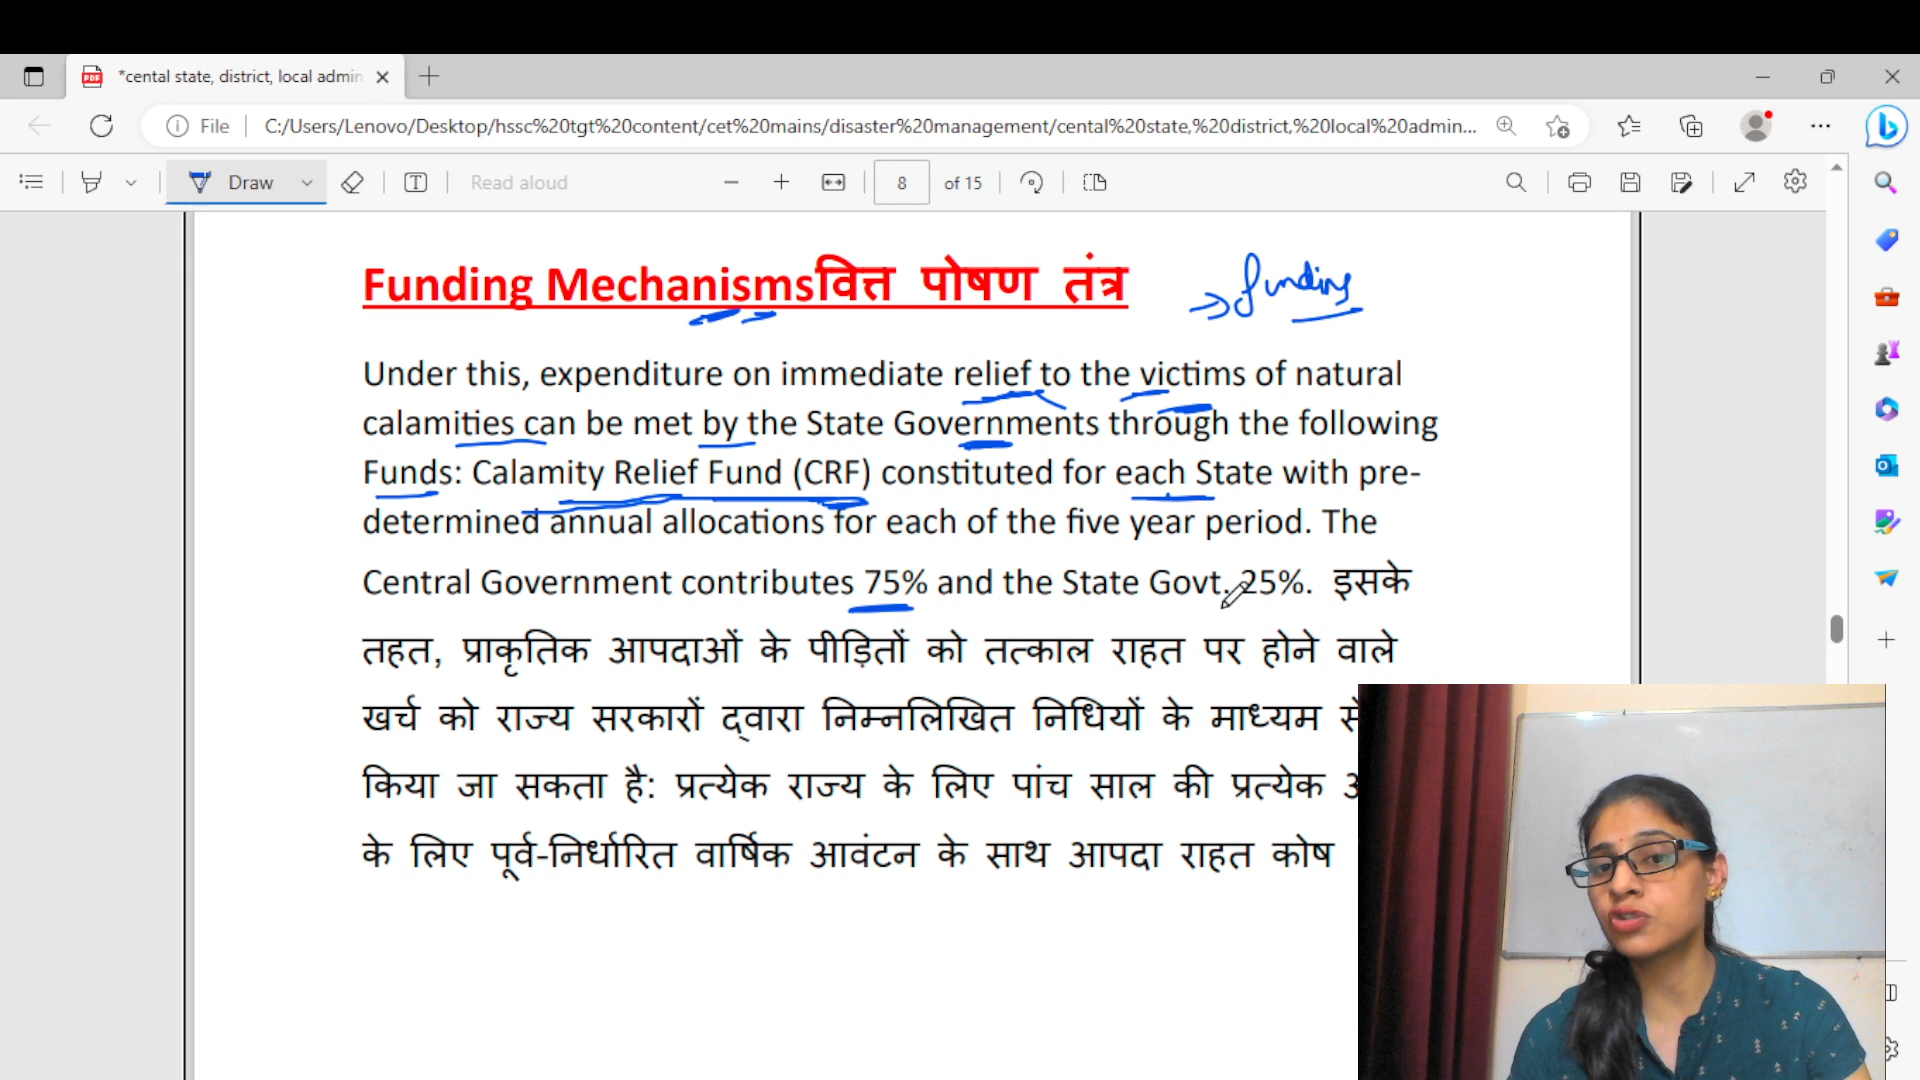 *cental state, district, local admin
File
C:/Users/Lenovo/Desktop/hssc%20tgt%20content/cet%20mains/disaster%20management/cental%20state,%20district,%20local%20admin...
Draw
Read aloud
8 of 15
Funding Mechanismsवित्त पोषण तंत्र
→ funding
Under this, expenditure on immediate relief to the victims of natural
calamities can be met by the State Governments through the following
Funds: Calamity Relief Fund (CRF) constituted for each State with pre-
determined annual allocations for each of the five year period. The
Central Government contributes 75% and the State Govt. 25%. इसके
तहत, प्राकृतिक आपदाओं के पीड़ितों को तत्काल राहत पर होने वाले
खर्च को राज्य सरकारों द्वारा निम्नलिखित निधियों के माध्यम से
किया जा सकता है: प्रत्येक राज्य के लिए पांच साल की प्रत्येक
के लिए पूर्व-निर्धारित वार्षिक आवंटन के साथ आपदा राहत कोष